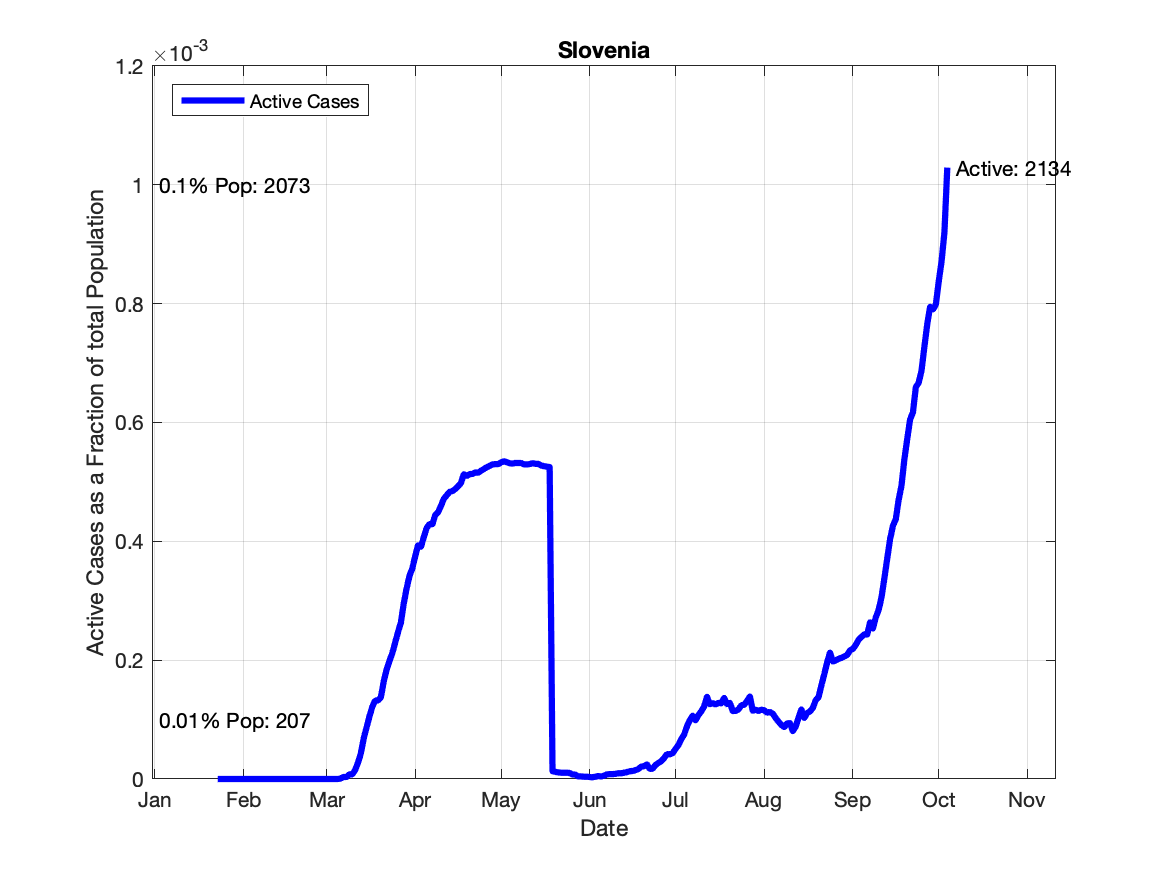 Slovenia
×10-3
1.2
1
0.8
0.6
0.4
0.2
0
Active Cases
0.1% Pop: 2073
0.01% Pop: 207
Active: 2134
Active Cases as a Fraction of total Population
Jan Feb Mar Apr May Jun Jul Aug Sep Oct Nov
Date